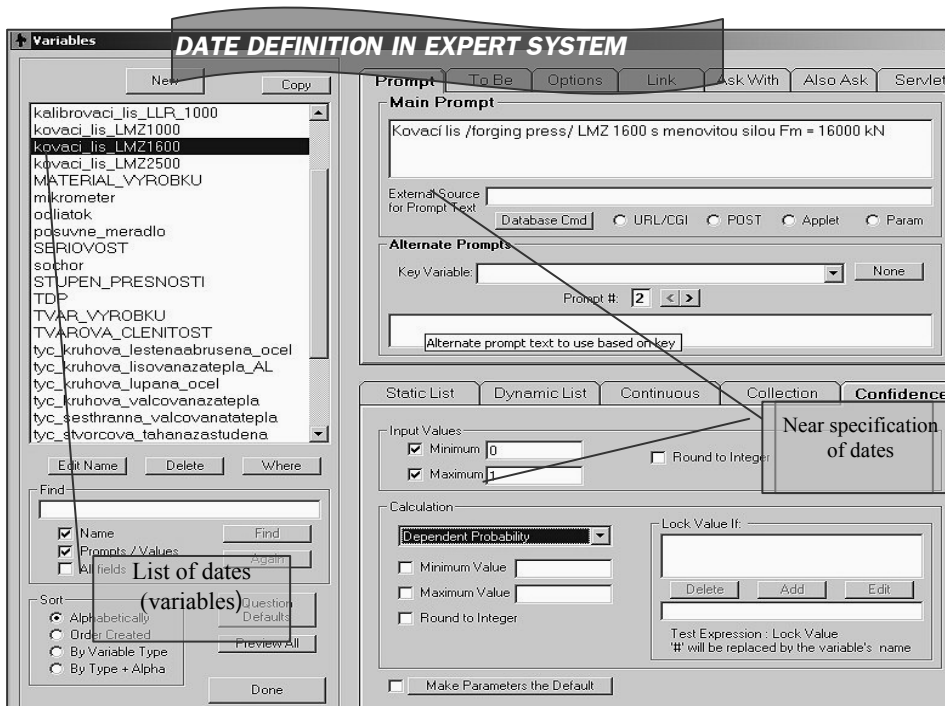 Variables
DATE DEFINITION IN EXPERT SYSTEM
New
Copy
kalibrovaci_lis_LLR_1000
kovaci_lis_LMZ1000
kovaci_lis_LMZ1600
kovaci_lis_LMZ2500
MATERIAL_VYROBKU
mikrometer
odliatok
posuvne_meradlo
SERIOVOST
sochor
STUPEN_PRESNOSTI
TDP
TVAR_VYROBKU
TVAROVA_CLENITOST
tyc_kruhova_lestenaabrusena_ocel
tyc_kruhova_lisovanazatepla_AL
tyc_kruhova_lupana_ocel
tyc_kruhova_valcovanazatepla
tyc_sesthranna_valcovanatatepla
tyc_stvorcova_tahanazastudena
Edit Name Delete Where
Find
Name
Find
Prompts / Values
Again
All fields
List of dates
(variables)
Sort
Alphabetically
Order Created
By Variable Type
By Type + Alpha
Question
Defaults
Preview All
Done
Prompt To Be Options Link Ask With Also Ask Servlet
Main Prompt
Kovací lis /forging press/ LMZ 1600 s menovitou silou Fm = 16000 kN
External Source
for Prompt Text
Database Cmd URL/CGI POST Applet Param
Alternate Prompts
Key Variable:
None
Prompt #: 2 < >
Alternate prompt text to use based on key
Static List Dynamic List Continuous Collection Confidence
Near specification
of dates
Input Values
Minimum 0
Maximum 1
Round to Integer
Calculation
Dependent Probability
Minimum Value
Maximum Value
Round to Integer
Lock Value If:
Delete Add Edit
Test Expression : Lock Value
'#' will be replaced by the variable's name
Make Parameters the Default